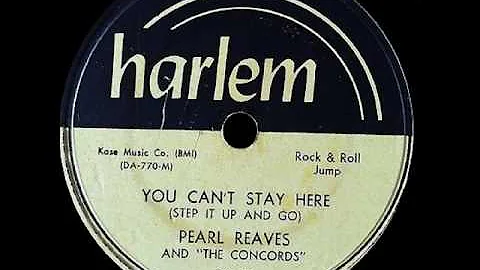 harlem
Kase Music Co. (BMI)
(DA-770-M)
Rock & Roll
Jump
YOU CAN'T STAY HERE
(STEP IT UP AND GO)
PEARL REAVES
AND "THE CONCORDS"